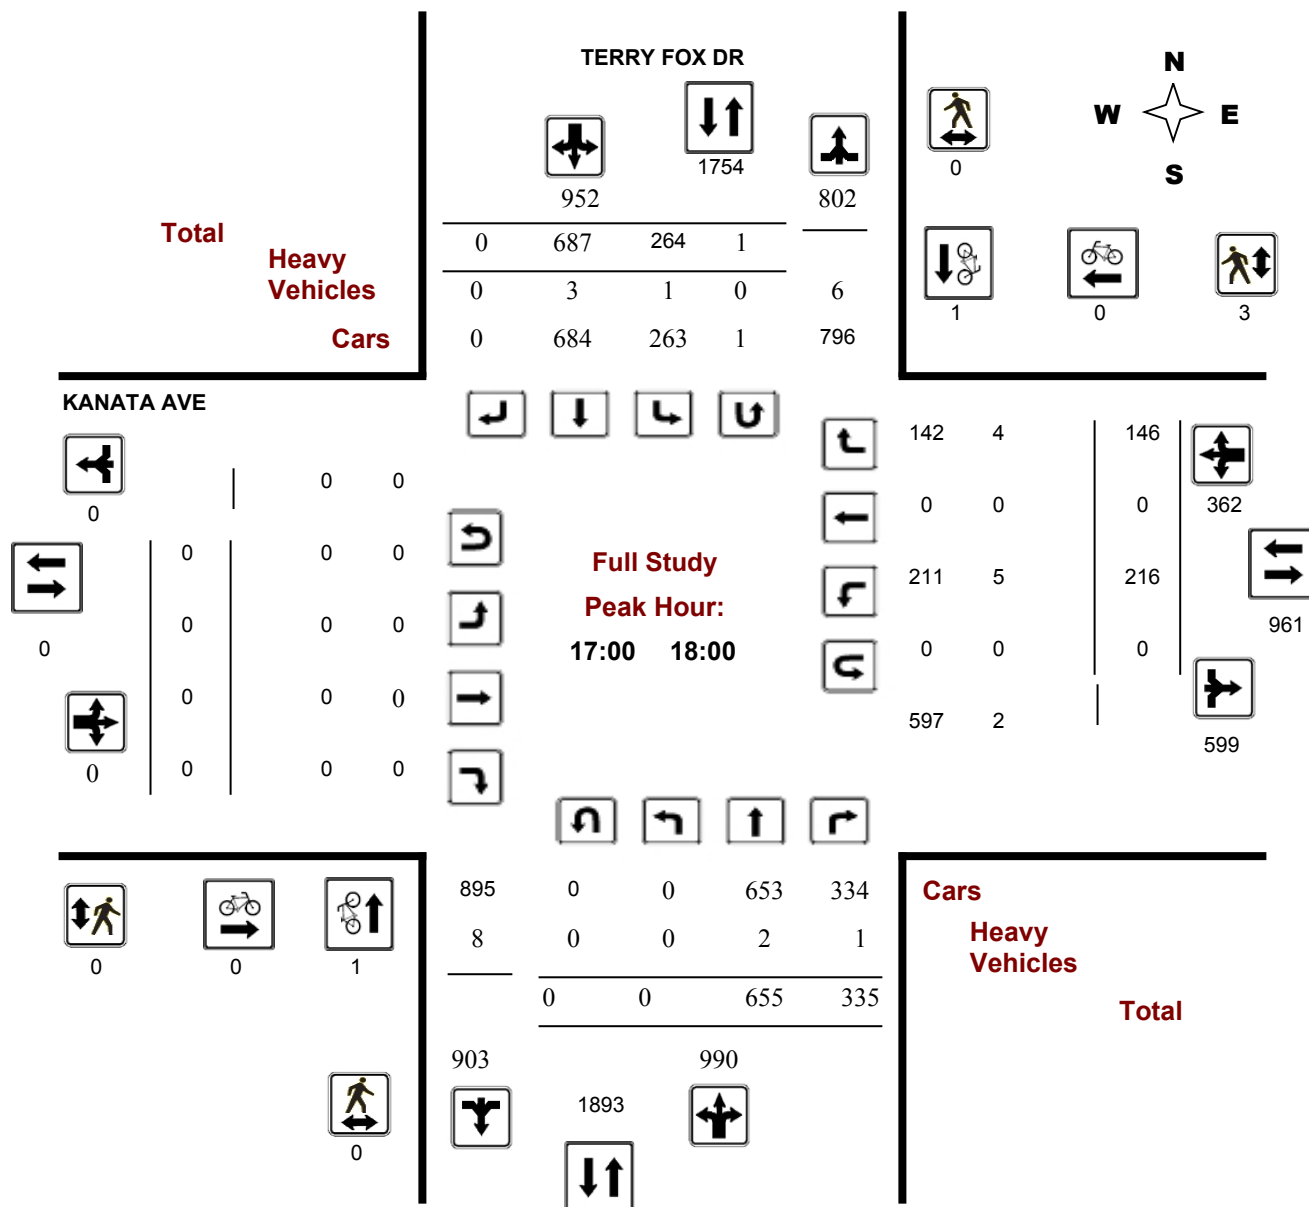 TERRY FOX DR
N
W E
S
1754
0
952 802
Total 0 687 264 1
Heavy
Vehicles 0 3 1 0 6
1 0 3
Cars 0 684 263 1 796
KANATA AVE
142 4 146
0 0 0
0 0 0 362
0 0 0
Full Study
211 5 216
Peak Hour:
0 0 0 961
0 17:00 18:00 0 0 0
0 0 0
597 2
599
0 0 0 0
895 0 0 653 334 Cars
8 0 0 2 1 Heavy
Vehicles
0 0 1
0 0 655 335 Total
903 990
1893
0